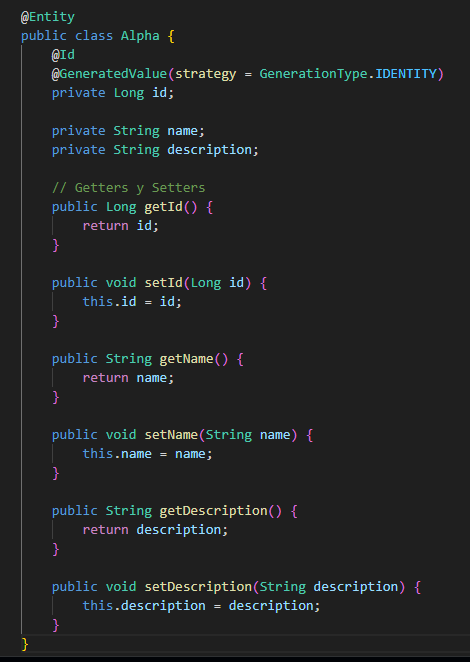 @Entity
public class Alpha {
@Id
@GeneratedValue(strategy = GenerationType.IDENTITY)
private Long id;
private String name;
private String description;
// Getters y Setters
public Long getId() {
return id;
}
public void setId(Long id) {
this.id = id;
}
public String getName() {
return name;
}
public void setName(String name) {
this.name = name;
}
public String getDescription() {
return description;
}
public void setDescription(String description) {
this.description = description;
}
}